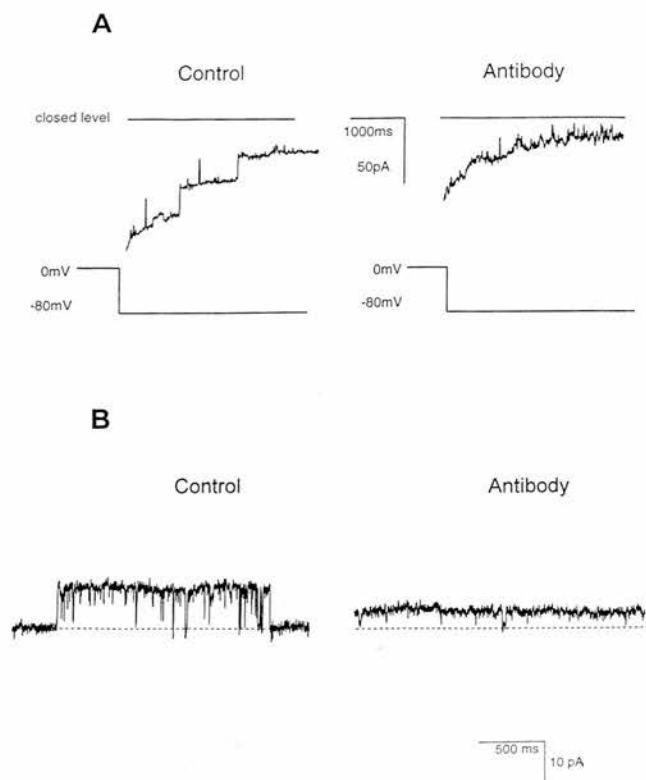 A
Control
Antibody
closed level
1000ms
50pA
0mV
-80mV
0mV
-80mV
B
Control
Antibody
500 ms
10 pA